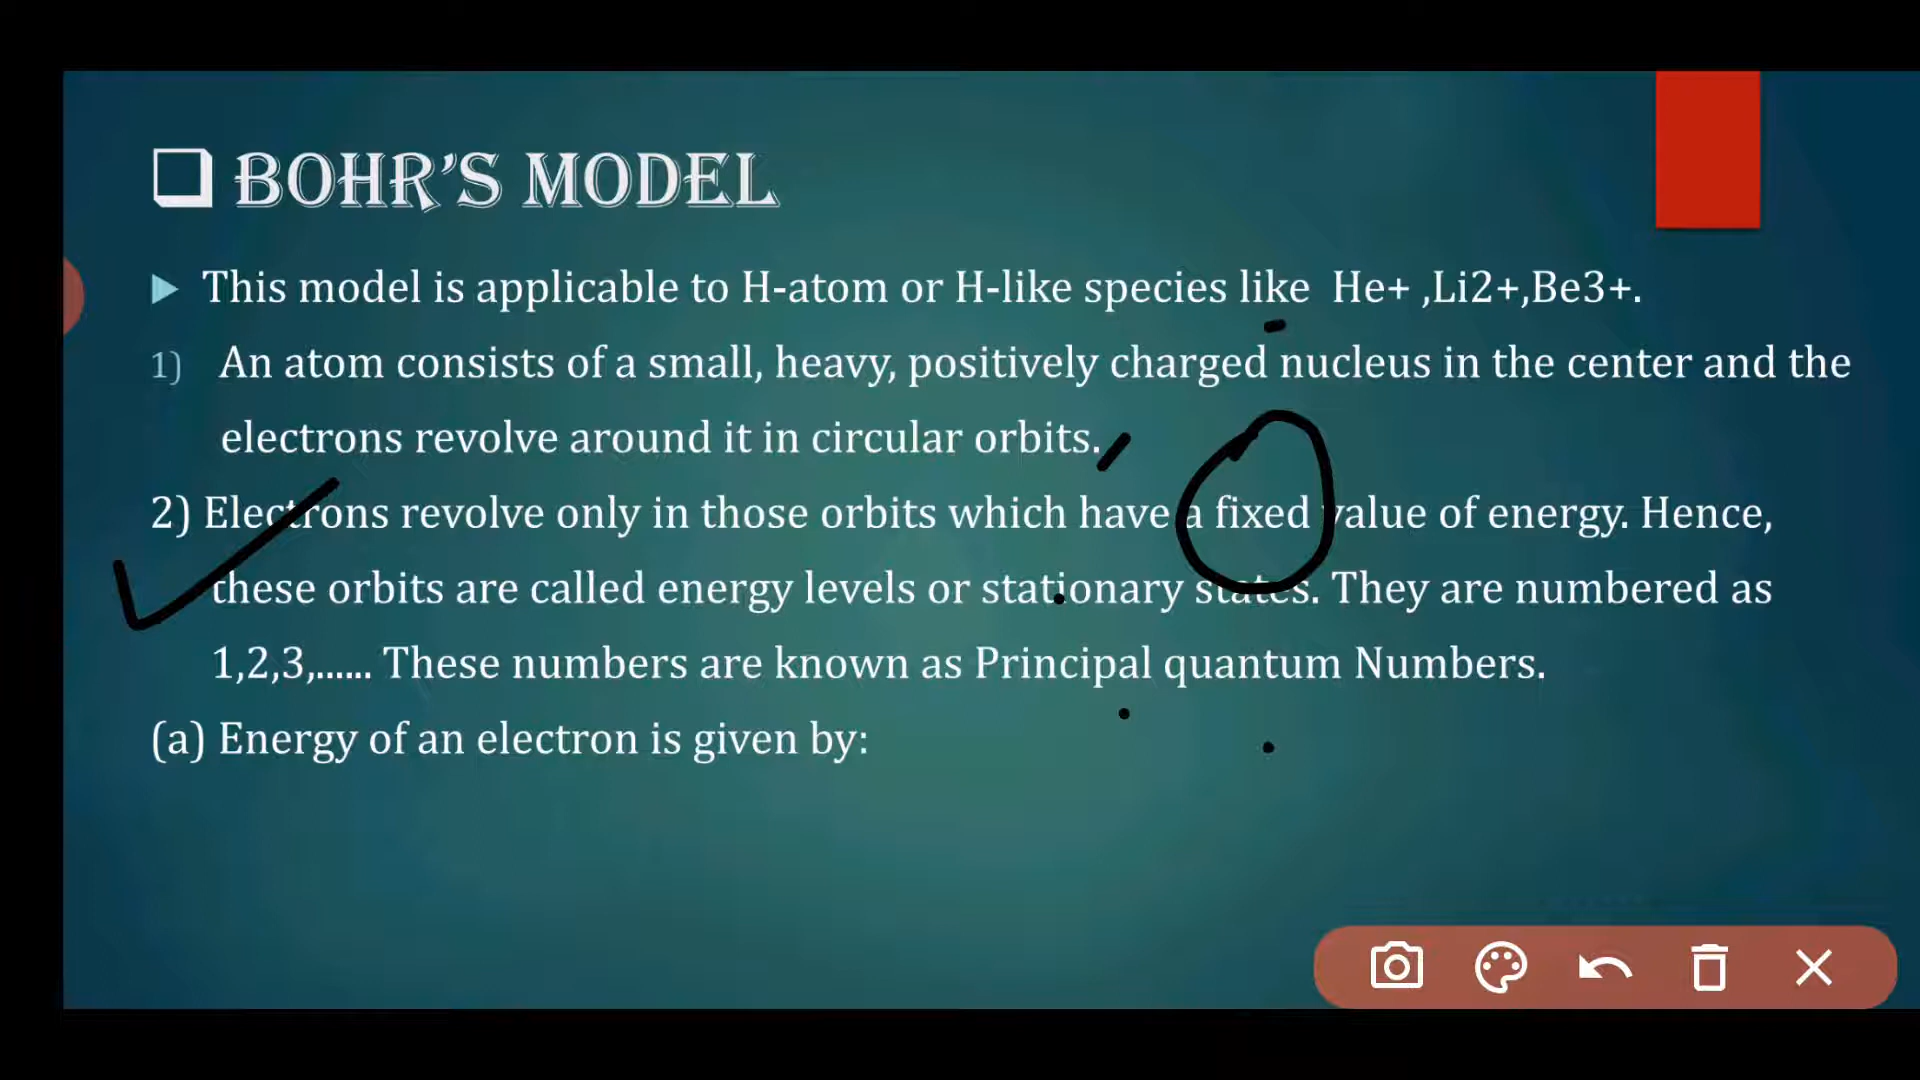 BOHR'S MODEL
This model is applicable to H-atom or H-like species like He+ ,Li2+,Be3+.
1) An atom consists of a small, heavy, positively charged nucleus in the center and the
electrons revolve around it in circular orbits.
2) Electrons revolve only in those orbits which have a fixed value of energy. Hence,
these orbits are called energy levels or stationary states. They are numbered as
1,2,3,...... These numbers are known as Principal quantum Numbers.
(a) Energy of an electron is given by: